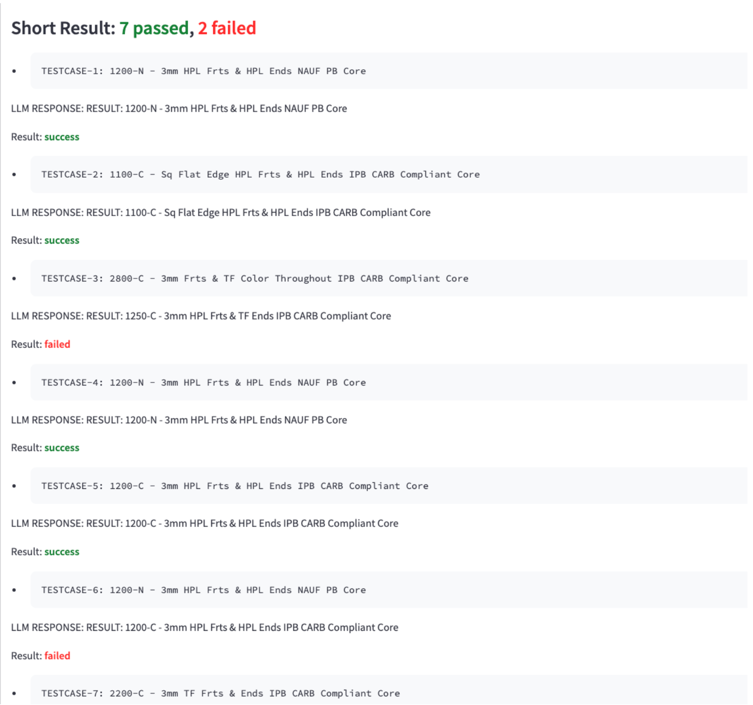 Short Result: 7 passed, 2 failed
TESTCASE-1: 1200-N - 3mm HPL Frts & HPL Ends NAUF PB Core
LLM RESPONSE: RESULT: 1200-N - 3mm HPL Frts & HPL Ends NAUF PB Core
Result: success
TESTCASE-2: 1100-C - Sq Flat Edge HPL Frts & HPL Ends IPB CARB Compliant Core
LLM RESPONSE: RESULT: 1100-C - Sq Flat Edge HPL Frts & HPL Ends IPB CARB Compliant Core
Result: success
TESTCASE-3: 2800-C - 3mm Frts & TF Color Throughout IPB CARB Compliant Core
LLM RESPONSE: RESULT: 1250-C - 3mm HPL Frts & TF Ends IPB CARB Compliant Core
Result: failed
TESTCASE-4: 1200-N - 3mm HPL Frts & HPL Ends NAUF PB Core
LLM RESPONSE: RESULT: 1200-N - 3mm HPL Frts & HPL Ends NAUF PB Core
Result: success
TESTCASE-5: 1200-C - 3mm HPL Frts & HPL Ends IPB CARB Compliant Core
LLM RESPONSE: RESULT: 1200-C - 3mm HPL Frts & HPL Ends IPB CARB Compliant Core
Result: success
TESTCASE-6: 1200-N - 3mm HPL Frts & HPL Ends NAUF PB Core
LLM RESPONSE: RESULT: 1200-C - 3mm HPL Frts & HPL Ends IPB CARB Compliant Core
Result: failed
TESTCASE-7: 2200-C - 3mm TF Frts & Ends IPB CARB Compliant Core